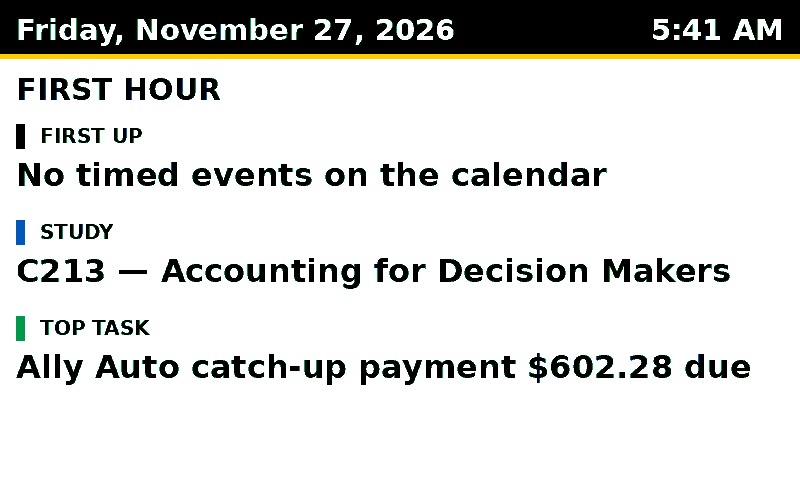 Friday, November 27, 2026 5:41 AM
FIRST HOUR
FIRST UP
No timed events on the calendar
STUDY
C213 — Accounting for Decision Makers
TOP TASK
Ally Auto catch-up payment $602.28 due